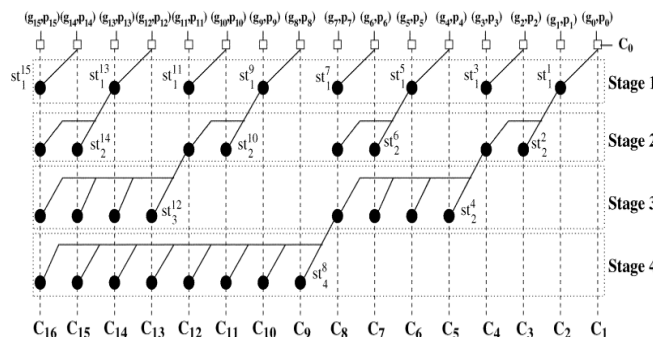 (g₁₅,p₁₅) (g₁₄,p₁₄) (g₁₃,p₁₃) (g₁₂,p₁₂) (g₁₁,p₁₁) (g₁₀,p₁₀) (g₉,p₉) (g₈,p₈) (g₇,p₇) (g₆,p₆) (g₅,p₅) (g₄,p₄) (g₃,p₃) (g₂,p₂) (g₁,p₁) (g₀,p₀)
C₀
st₁¹⁵ st₁¹³ st₁¹¹ st₁⁹ st₁⁷ st₁⁵ st₁³ st₁¹ Stage 1
st₂¹⁴ st₂¹⁰ st₂⁶ st₂² Stage 2
st₃¹² st₂⁴ Stage 3
st₄⁸ Stage 4
C₁₆ C₁₅ C₁₄ C₁₃ C₁₂ C₁₁ C₁₀ C₉ C₈ C₇ C₆ C₅ C₄ C₃ C₂ C₁